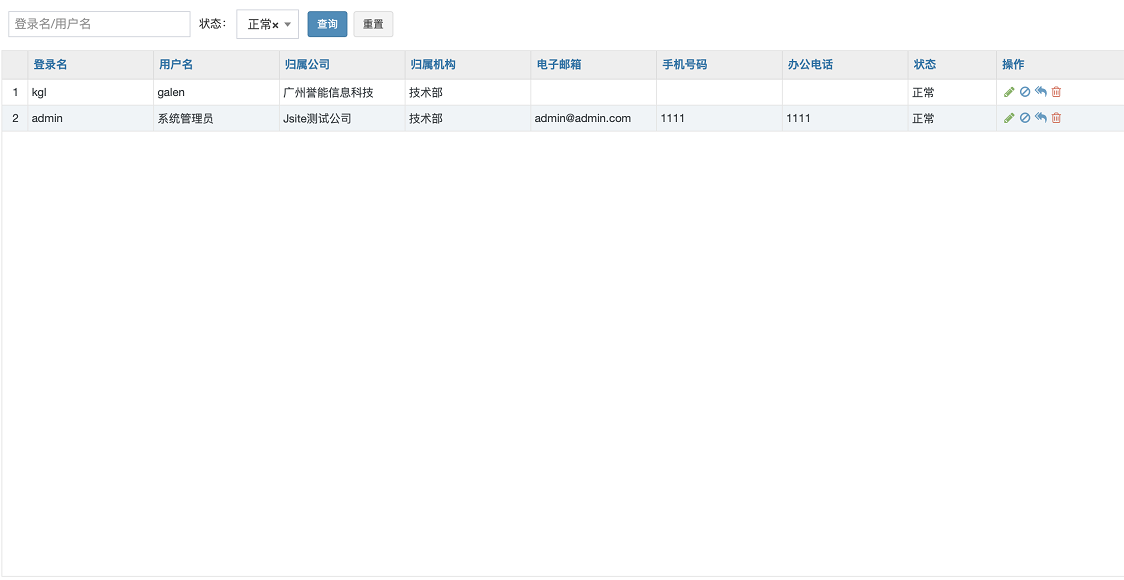 登录名/用户名 状态: 正常× 查询 重置
登录名 用户名 归属公司 归属机构 电子邮箱 手机号码 办公电话 状态 操作
1 kgl galen 广州誉能信息科技 技术部 正常
2 admin 系统管理员 Jsite测试公司 技术部 admin@admin.com 1111 1111 正常